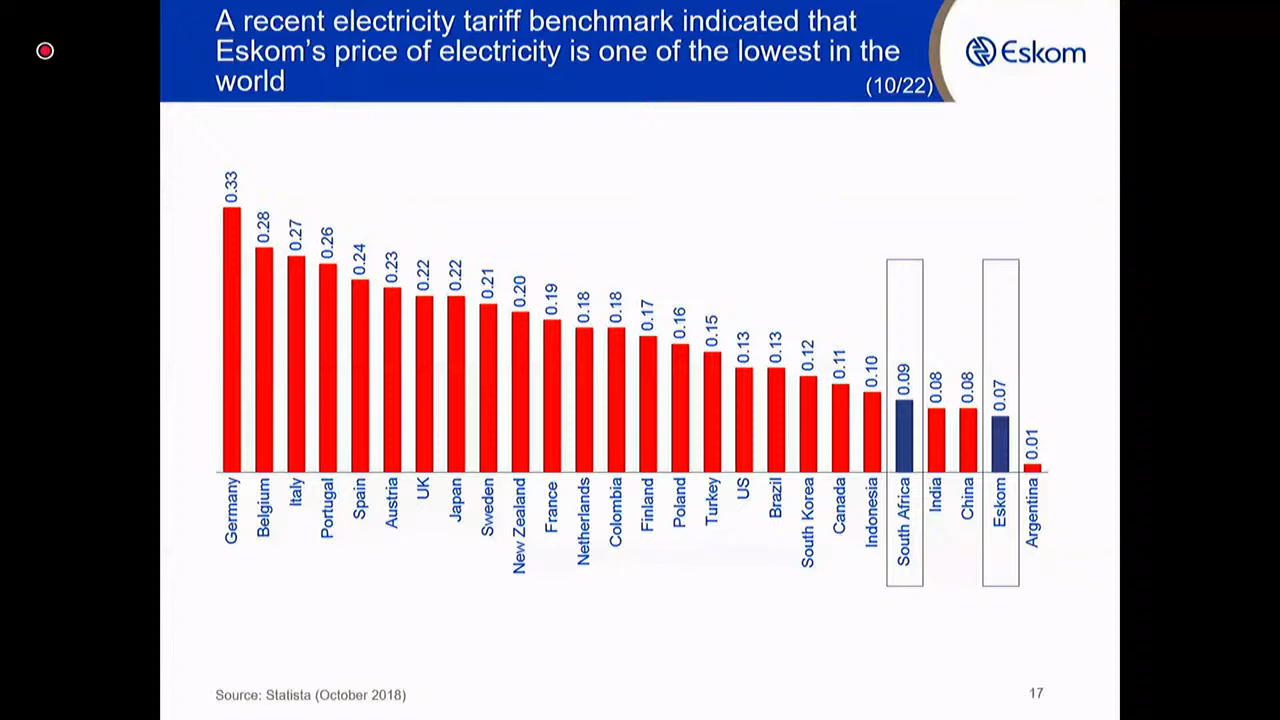 A recent electricity tariff benchmark indicated that
Eskom's price of electricity is one of the lowest in the
world
(10/22)
Eskom
0.33
0.28
0.27
0.26
0.24
0.23
0.22
0.22
0.21
0.20
0.19
0.18
0.18
0.17
0.16
0.15
0.13
0.13
0.12
0.11
0.10
0.09
0.08
0.08
0.07
0.01
Germany
Belgium
Italy
Portugal
Spain
Austria
UK
Japan
Sweden
New Zealand
France
Netherlands
Colombia
Finland
Poland
Turkey
US
Brazil
South Korea
Canada
Indonesia
South Africa
India
China
Eskom
Argentina
Source: Statista (October 2018)
17